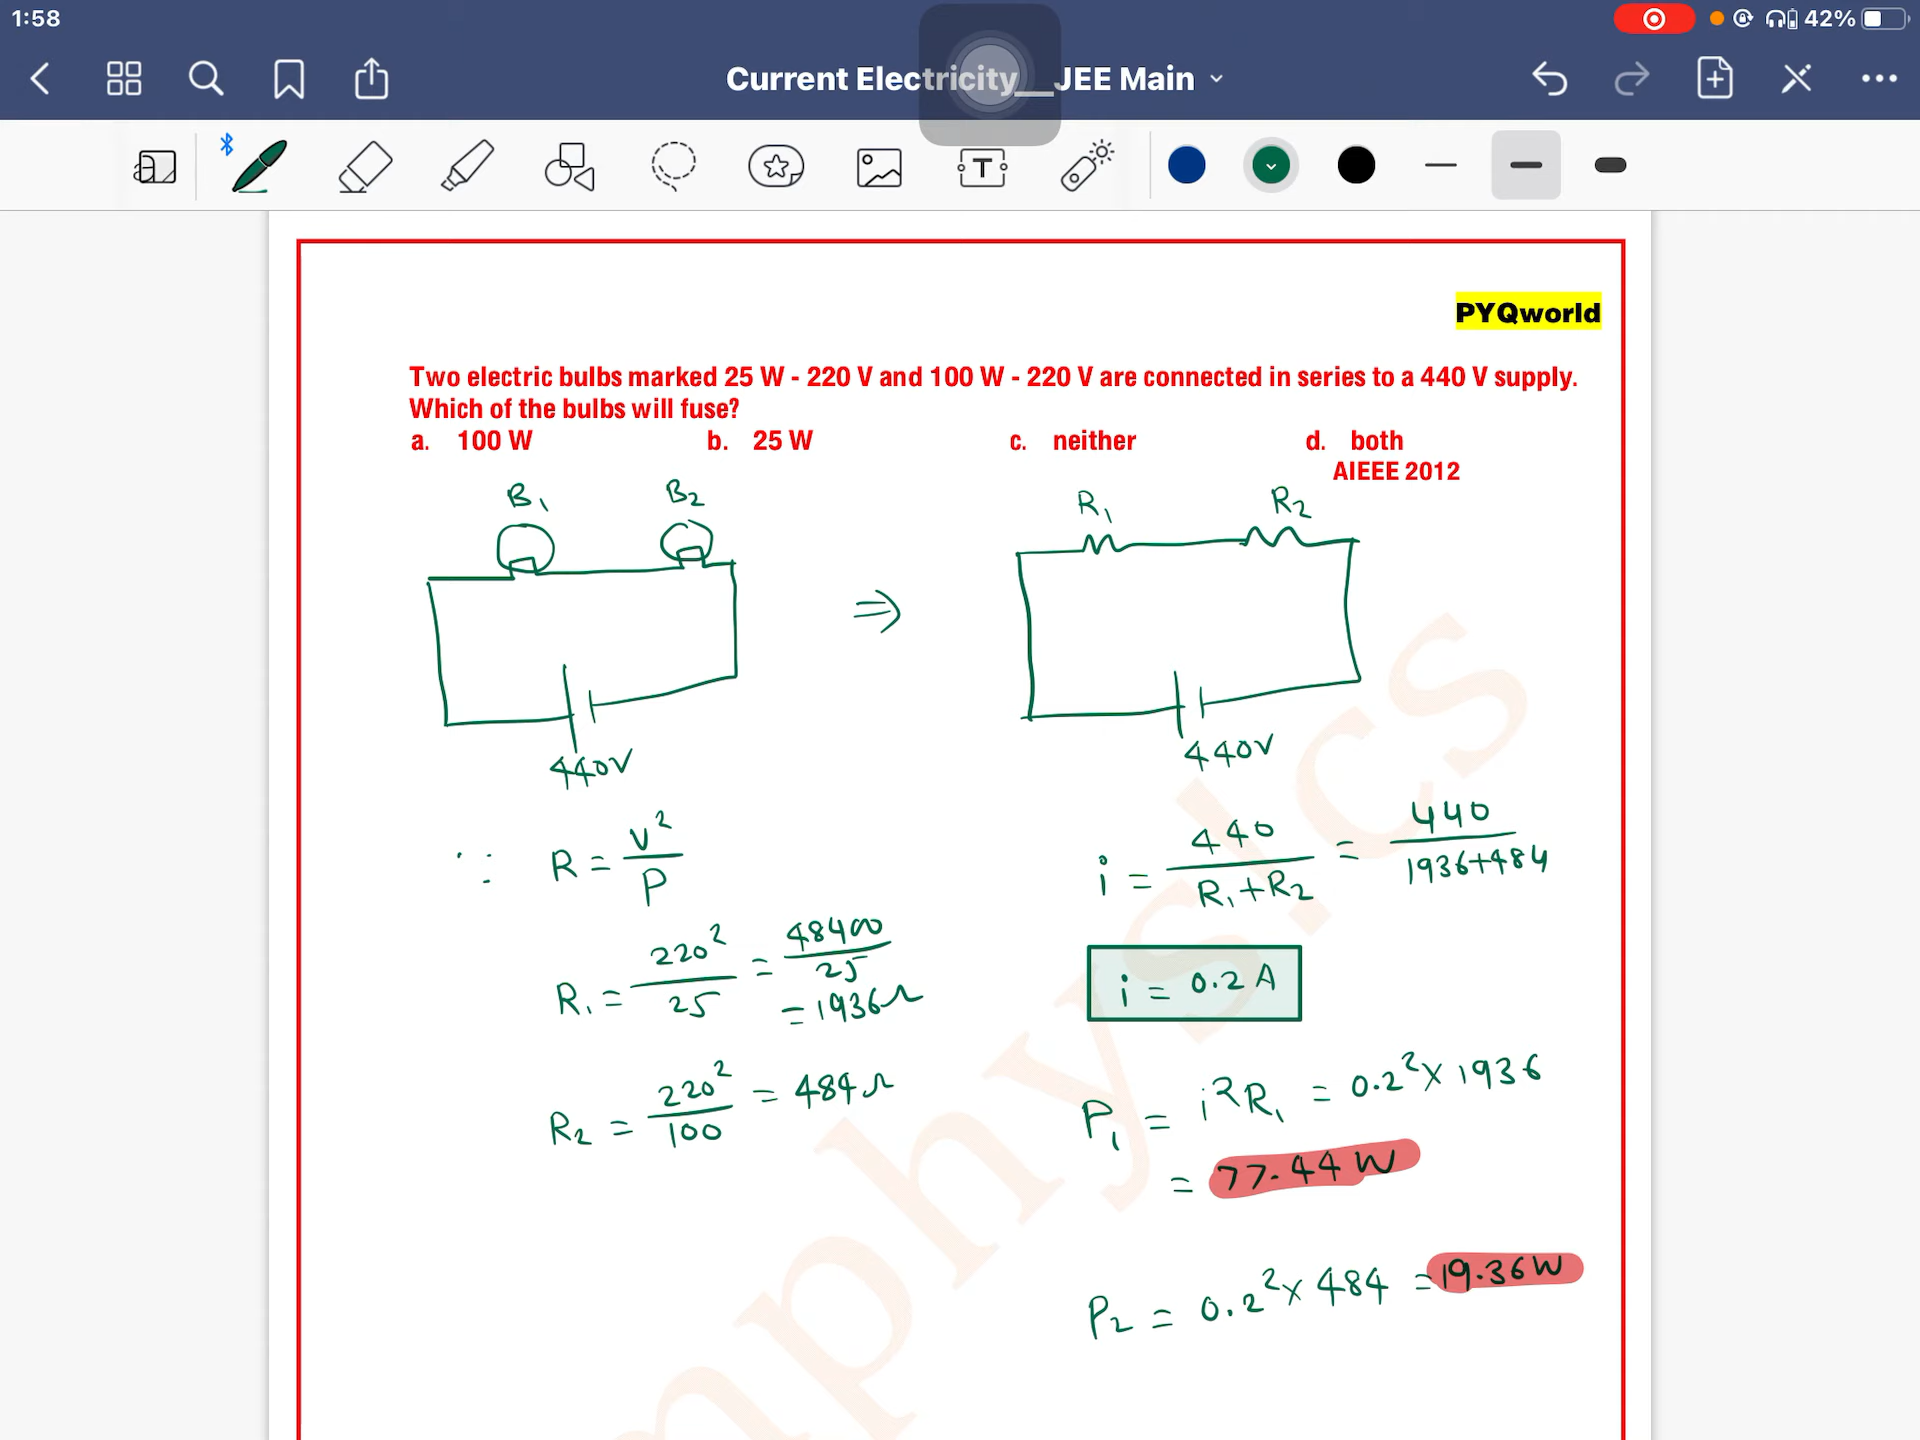 1:58
42%
Current Electricity__JEE Main
PYQworld
Two electric bulbs marked 25 W - 220 V and 100 W - 220 V are connected in series to a 440 V supply.
Which of the bulbs will fuse?
a. 100 W b. 25 W c. neither d. both
AIEEE 2012
B₁ B₂
R₁ R₂
⇒
440V
440V
∵ R = V²/P
R₁ = 220²/25 = 48400/25
= 1936Ω
R₂ = 220²/100 = 484Ω
i = 440/(R₁+R₂) = 440/(1936+484)
i = 0.2 A
P₁ = i²R₁ = 0.2² × 1936
= 77.44 W
P₂ = 0.2² × 484 = 19.36 W
mphys!cs